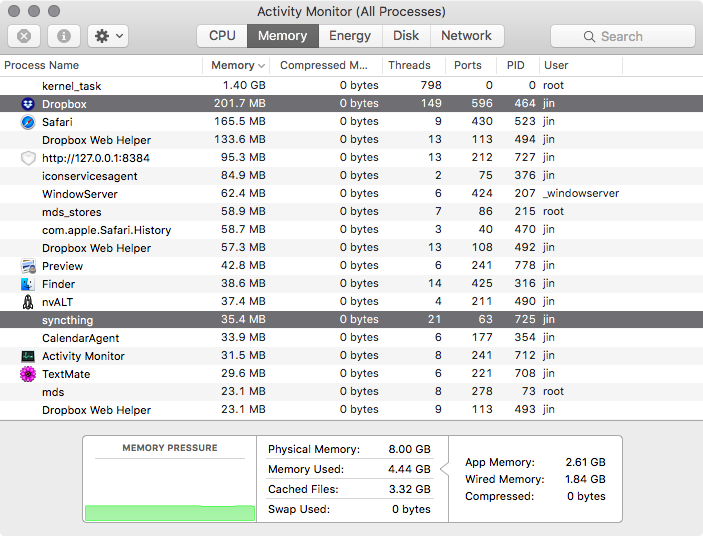 Activity Monitor (All Processes)
CPU Memory Energy Disk Network Search
Process Name Memory Compressed M... Threads Ports PID User
kernel_task 1.40 GB 0 bytes 798 0 0 root
Dropbox 201.7 MB 0 bytes 149 596 464 jin
Safari 165.5 MB 0 bytes 9 430 523 jin
Dropbox Web Helper 133.6 MB 0 bytes 13 113 494 jin
http://127.0.0.1:8384 95.3 MB 0 bytes 13 212 727 jin
iconservicesagent 84.9 MB 0 bytes 2 75 376 jin
WindowServer 62.4 MB 0 bytes 6 424 207 _windowserver
mds_stores 58.9 MB 0 bytes 7 86 215 root
com.apple.Safari.History 58.7 MB 0 bytes 3 40 470 jin
Dropbox Web Helper 57.3 MB 0 bytes 13 108 492 jin
Preview 42.8 MB 0 bytes 6 241 778 jin
Finder 38.6 MB 0 bytes 14 425 316 jin
nvALT 37.4 MB 0 bytes 4 211 490 jin
syncthing 35.4 MB 0 bytes 21 63 725 jin
CalendarAgent 33.9 MB 0 bytes 6 177 354 jin
Activity Monitor 31.5 MB 0 bytes 8 241 712 jin
TextMate 29.6 MB 0 bytes 6 221 708 jin
mds 23.1 MB 0 bytes 8 278 73 root
Dropbox Web Helper 23.1 MB 0 bytes 9 113 493 jin
MEMORY PRESSURE
Physical Memory: 8.00 GB
Memory Used: 4.44 GB
Cached Files: 3.32 GB
Swap Used: 0 bytes
App Memory: 2.61 GB
Wired Memory: 1.84 GB
Compressed: 0 bytes